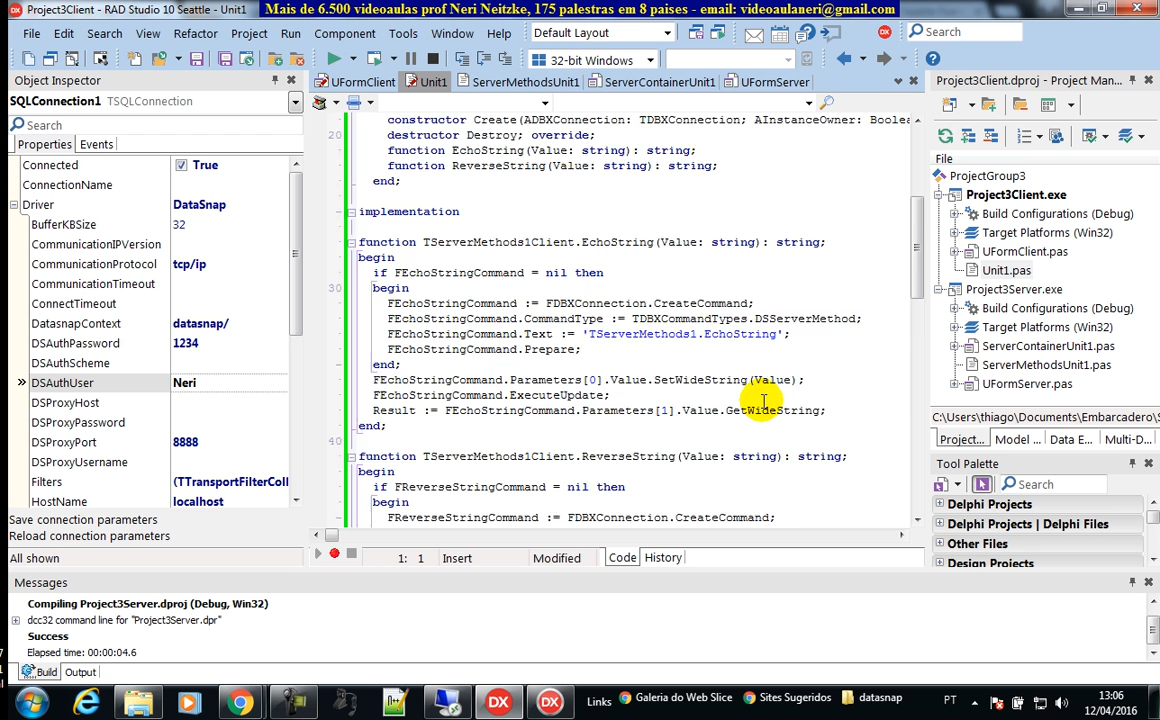 Project3Client - RAD Studio 10 Seattle - Unit1
Mais de 6.500 videoaulas prof Neri Neitzke, 175 palestras em 8 paises - email: videoaulaneri@gmail.com
File Edit Search View Refactor Project Run Component Tools Window Help
Default Layout
Search
32-bit Windows
Object Inspector
SQLConnection1 TSQLConnection
Search
Properties Events
Connected True
ConnectionName
Driver DataSnap
BufferKBSize 32
CommunicationIPVersion
CommunicationProtocol tcp/ip
CommunicationTimeout
ConnectTimeout
DatasnapContext datasnap/
DSAuthPassword 1234
DSAuthScheme
DSAuthUser Neri
DSProxyHost
DSProxyPassword
DSProxyPort 8888
DSProxyUsername
Filters (TTransportFilterColl
HostName localhost
Save connection parameters
Reload connection parameters
All shown
UFormClient Unit1 ServerMethodsUnit1 ServerContainerUnit1 UFormServer
constructor Create(ADBXConnection: TDBXConnection; AInstanceOwner: Boolea
20 destructor Destroy; override;
function EchoString(Value: string): string;
function ReverseString(Value: string): string;
end;
implementation
function TServerMethods1Client.EchoString(Value: string): string;
begin
if FEchoStringCommand = nil then
30 begin
FEchoStringCommand := FDBXConnection.CreateCommand;
FEchoStringCommand.CommandType := TDBXCommandTypes.DSServerMethod;
FEchoStringCommand.Text := 'TServerMethods1.EchoString';
FEchoStringCommand.Prepare;
end;
FEchoStringCommand.Parameters[0].Value.SetWideString(Value);
FEchoStringCommand.ExecuteUpdate;
Result := FEchoStringCommand.Parameters[1].Value.GetWideString;
end;
40
function TServerMethods1Client.ReverseString(Value: string): string;
begin
if FReverseStringCommand = nil then
begin
FReverseStringCommand := FDBXConnection.CreateCommand;
1: 1 Insert Modified Code History
Project3Client.dproj - Project Man...
File
ProjectGroup3
Project3Client.exe
Build Configurations (Debug)
Target Platforms (Win32)
UFormClient.pas
Unit1.pas
Project3Server.exe
Build Configurations (Debug)
Target Platforms (Win32)
ServerContainerUnit1.pas
ServerMethodsUnit1.pas
UFormServer.pas
C:\Users\thiago\Documents\Embarcadero\S
Project... Model ... Data E... Multi-D...
Tool Palette
Search
Delphi Projects
Delphi Projects | Delphi Files
Other Files
Design Projects
Messages
Compiling Project3Server.dproj (Debug, Win32)
dcc32 command line for "Project3Server.dpr"
Success
Elapsed time: 00:00:04.6
Build Output
Links Galeria do Web Slice Sites Sugeridos datasnap PT
13:06
12/04/2016